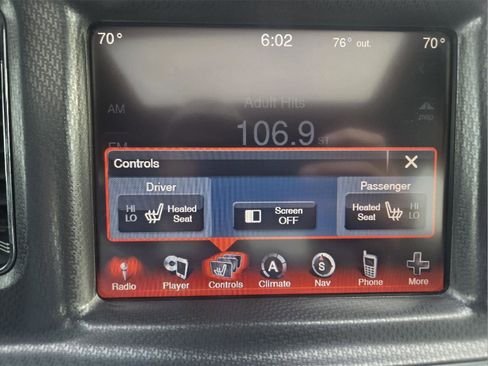 70° 6:02 76° out. 70°
AM Adult Hits
map
FM 106.9
Controls
Driver Passenger
HI Heated Screen Heated HI
LO Seat OFF Seat LO
Radio Player Controls Climate Nav Phone More